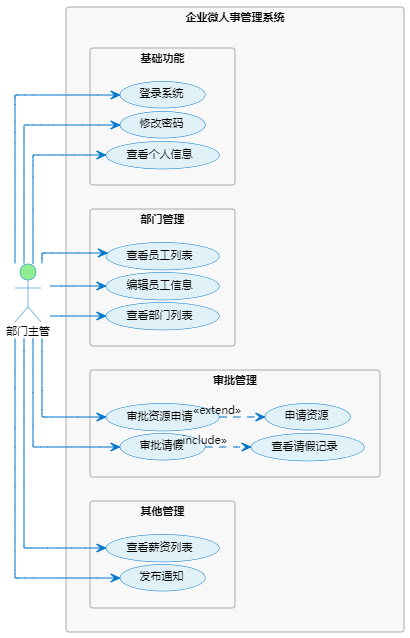 企业微人事管理系统
基础功能
登录系统
修改密码
查看个人信息
部门管理
查看员工列表
编辑员工信息
查看部门列表
部门主管
审批管理
审批资源申请
«extend»
申请资源
审批请假
include»
查看请假记录
其他管理
查看薪资列表
发布通知